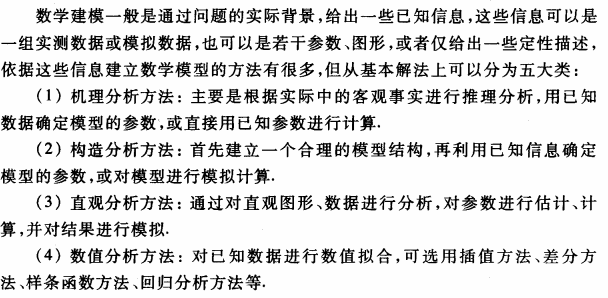 数学建模一般是通过问题的实际背景,给出一些已知信息,这些信息可以是
一组实测数据或模拟数据,也可以是若干参数、图形,或者仅给出一些定性描述,
依据这些信息建立数学模型的方法有很多,但从基本解法上可以分为五大类:
(1) 机理分析方法: 主要是根据实际中的客观事实进行推理分析,用已知
数据确定模型的参数,或直接用已知参数进行计算.
(2) 构造分析方法: 首先建立一个合理的模型结构,再利用已知信息确定
模型的参数,或对模型进行模拟计算.
(3) 直观分析方法: 通过对直观图形、数据进行分析,对参数进行估计、计
算,并对结果进行模拟.
(4) 数值分析方法: 对已知数据进行数值拟合,可选用插值方法、差分方
法、样条函数方法、回归分析方法等.